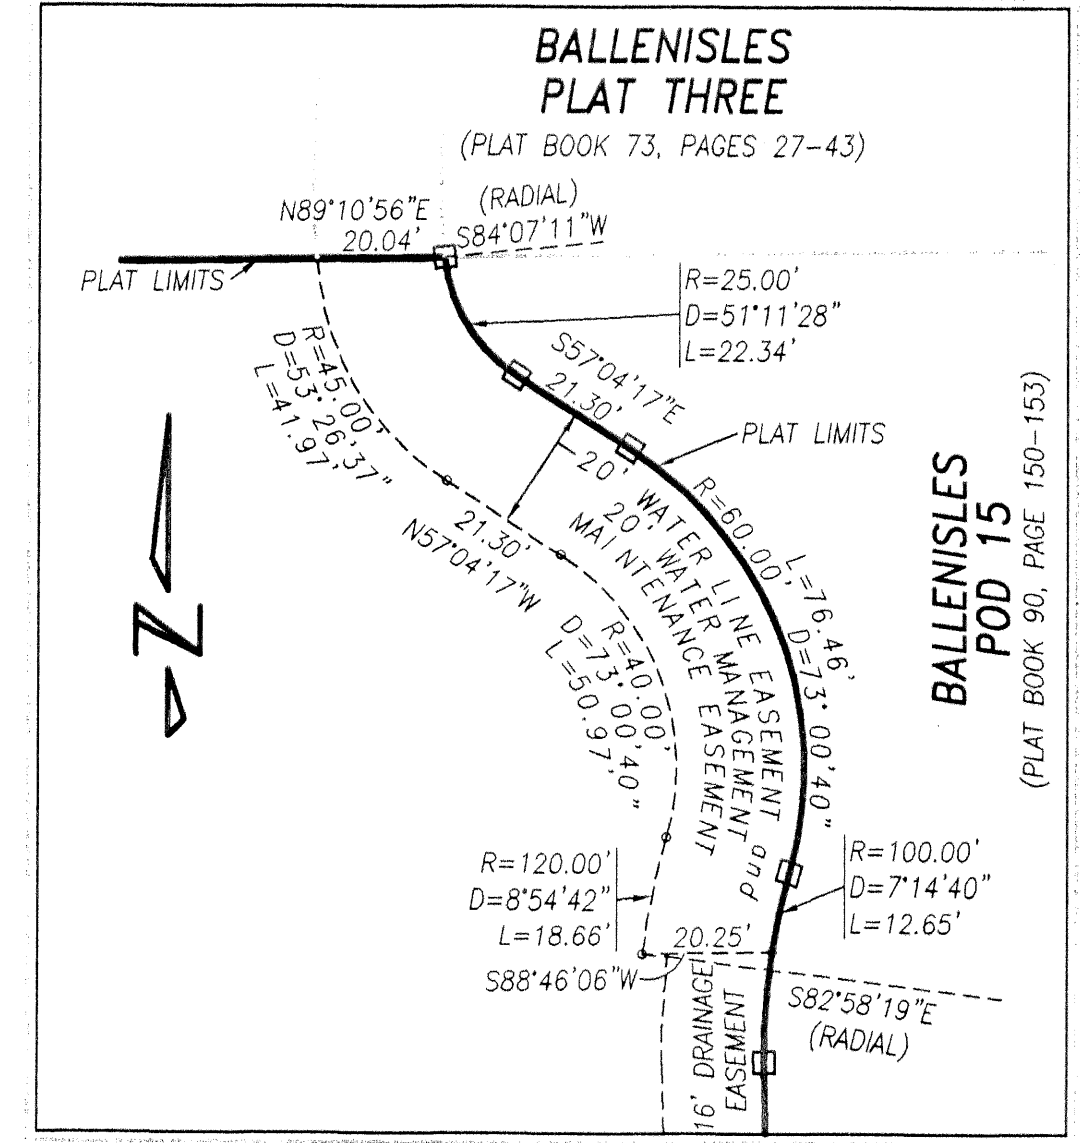 BALLENISLES
PLAT THREE
(PLAT BOOK 73, PAGES 27-43)
N89°10'56"E
20.04'
(RADIAL)
S84°07'11"W
PLAT LIMITS
R=25.00'
D=51°11'28"
L=22.34'
R=45.00'
D=53°26'37"
L=41.97'
S57°04'17"E
21.30'
PLAT LIMITS
20'
21.30'
N57°04'17"W
WATER LINE EASEMENT and
20' WATER MANAGEMENT
MAINTENANCE EASEMENT
R=60.00'
L=76.46'
D=73°00'40"
R=40.00'
D=73°00'40"
L=50.97'
BALLENISLES
POD 15
(PLAT BOOK 90, PAGE 150-153)
N
R=120.00'
D=8°54'42"
L=18.66'
R=100.00'
D=7°14'40"
L=12.65'
20.25'
S88°46'06"W
S82°58'19"E
(RADIAL)
16' DRAINAGE
EASEMENT